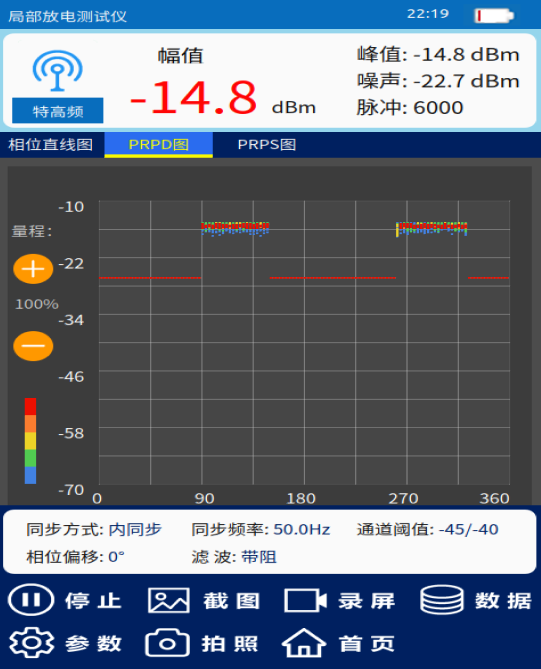 局部放电测试仪 22:19
幅值
-14.8 dBm
特高频
峰值: -14.8 dBm
噪声: -22.7 dBm
脉冲: 6000
相位直线图 PRPD图 PRPS图
-10
量程:
-22
100%
-34
-46
-58
-70
0 90 180 270 360
同步方式: 内同步 同步频率: 50.0Hz 通道阈值: -45/-40
相位偏移: 0° 滤 波: 带阻
停止 截图 录屏 数据
参数 拍照 首页